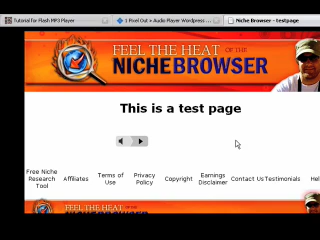 Tutorial for Flash MP3 Player
1 Pixel Out » Audio Player Wordpress ...
Niche Browser - testpage
FEEL THE HEAT OF THE
NICHEBROWSER
This is a test page
Free Niche Research Tool
Affiliates
Terms of Use
Privacy Policy
Copyright
Earnings Disclaimer
Contact Us
Testimonials
Hel
FEEL THE HEAT OF THE
NICHEBROWSER